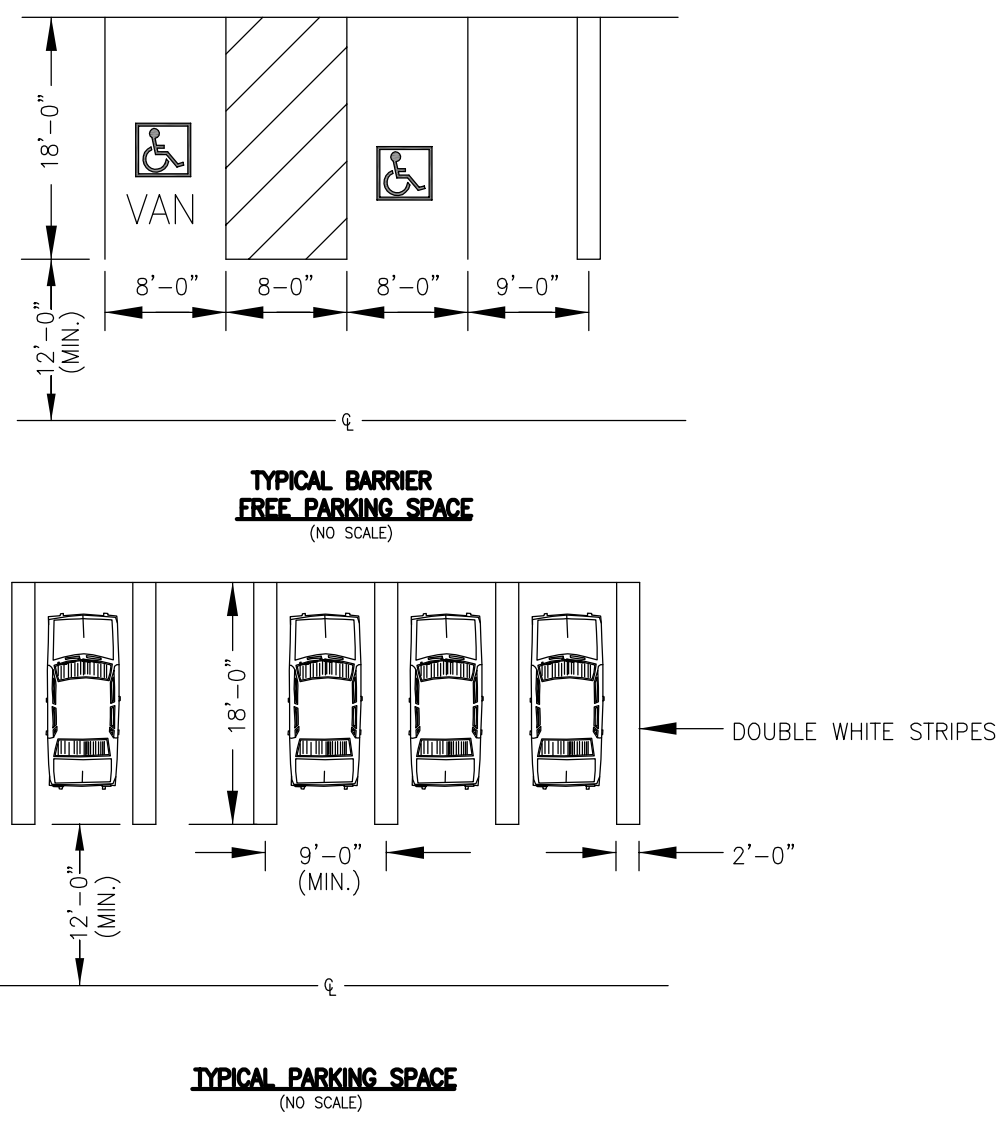 18'-0"
VAN
8'-0"
8-0"
8'-0"
9'-0"
12'-0"
(MIN.)
℄
TYPICAL BARRIER
FREE PARKING SPACE
(NO SCALE)
18'-0"
DOUBLE WHITE STRIPES
9'-0"
(MIN.)
2'-0"
12'-0"
(MIN.)
℄
TYPICAL PARKING SPACE
(NO SCALE)